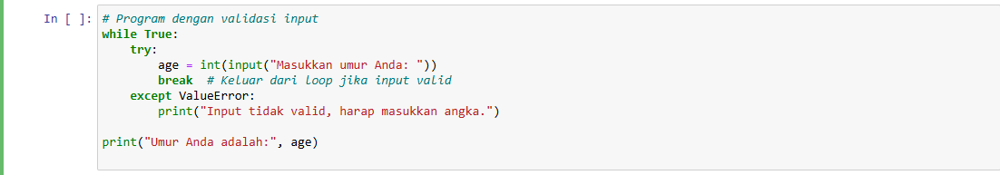 In [ ]: # Program dengan validasi input
while True:
    try:
        age = int(input("Masukkan umur Anda: "))
        break  # Keluar dari loop jika input valid
    except ValueError:
        print("Input tidak valid, harap masukkan angka.")
print("Umur Anda adalah:", age)